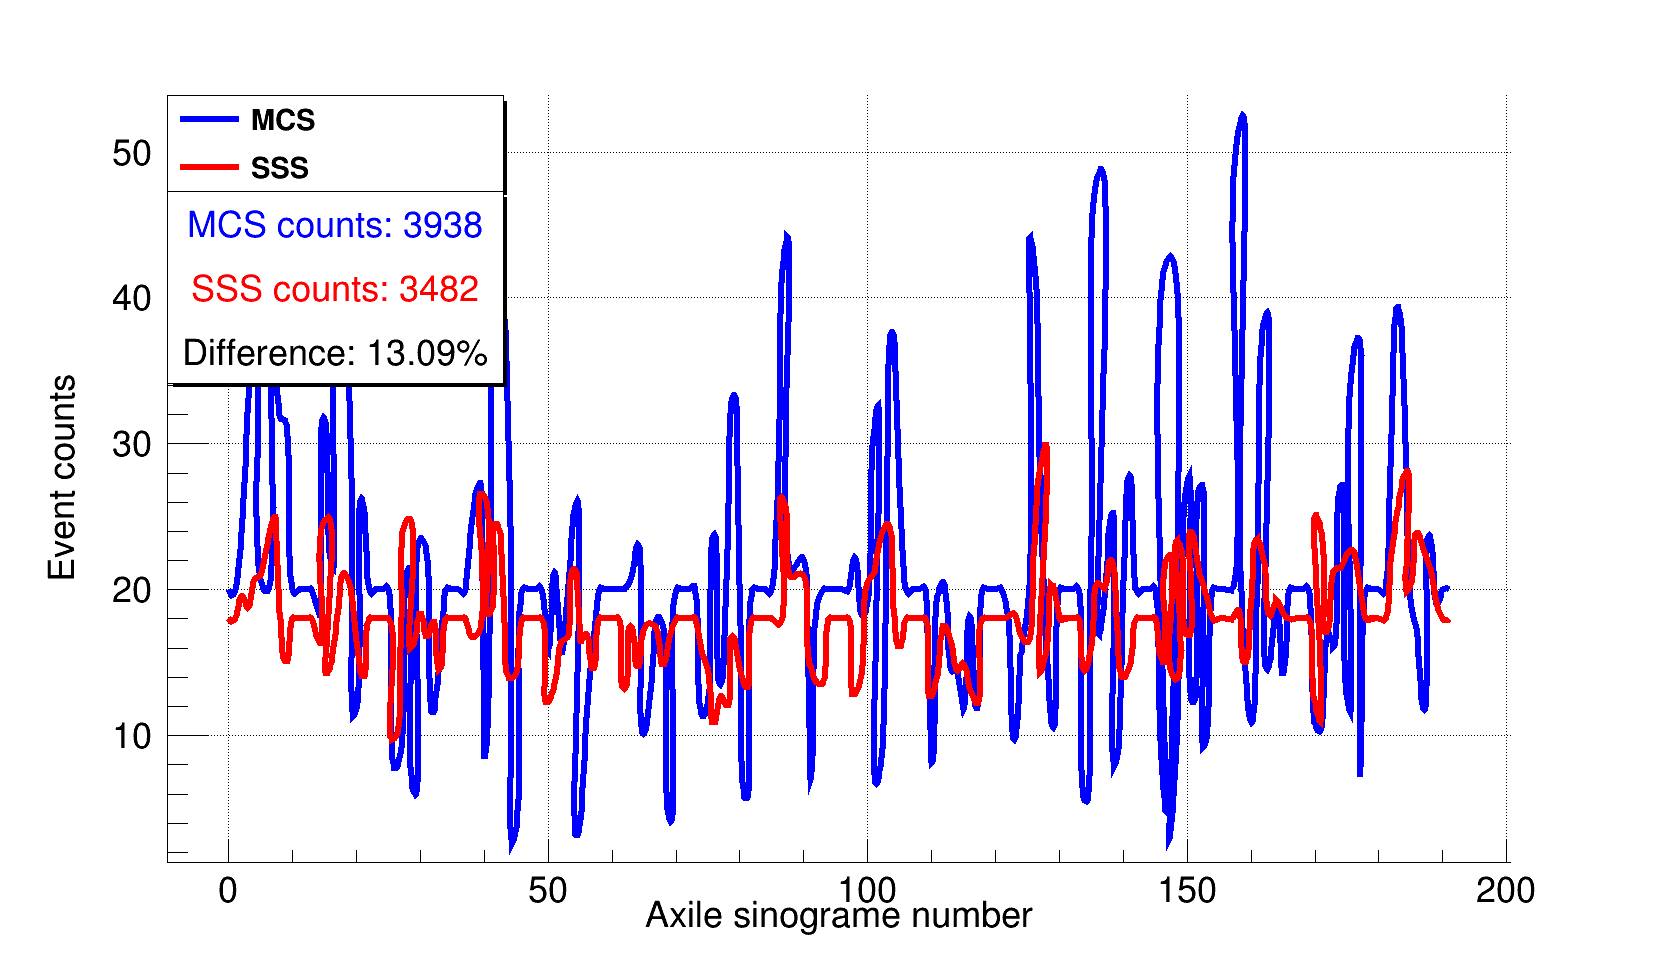 MCS
SSS
MCS counts: 3938
SSS counts: 3482
Difference: 13.09%
50
40
30
20
10
Event counts
0 50 100 150 200
Axile sinograme number